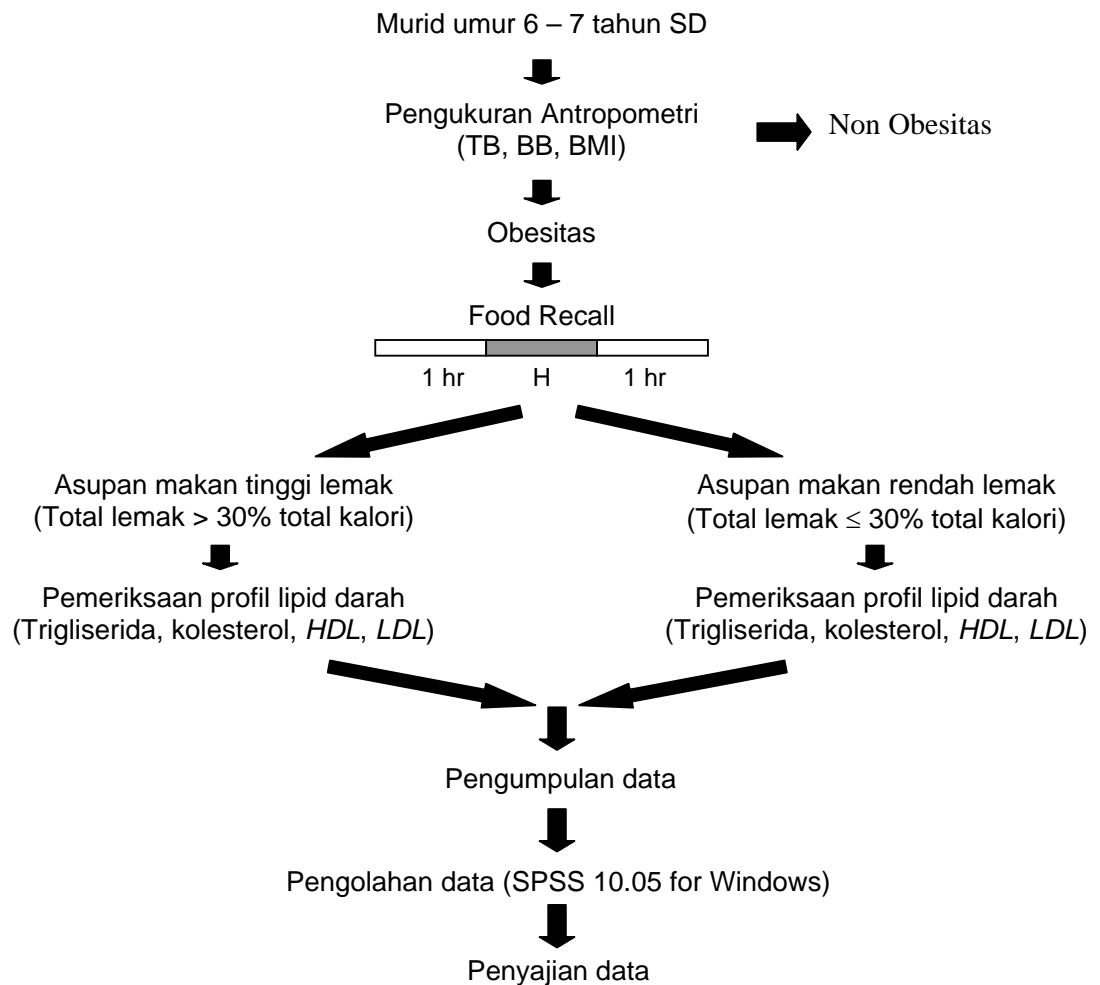 Murid umur 6 – 7 tahun SD
Pengukuran Antropometri
(TB, BB, BMI)
Non Obesitas
Obesitas
Food Recall
1 hr H 1 hr
Asupan makan tinggi lemak
(Total lemak > 30% total kalori)
Asupan makan rendah lemak
(Total lemak ≤ 30% total kalori)
Pemeriksaan profil lipid darah
(Trigliserida, kolesterol, HDL, LDL)
Pemeriksaan profil lipid darah
(Trigliserida, kolesterol, HDL, LDL)
Pengumpulan data
Pengolahan data (SPSS 10.05 for Windows)
Penyajian data